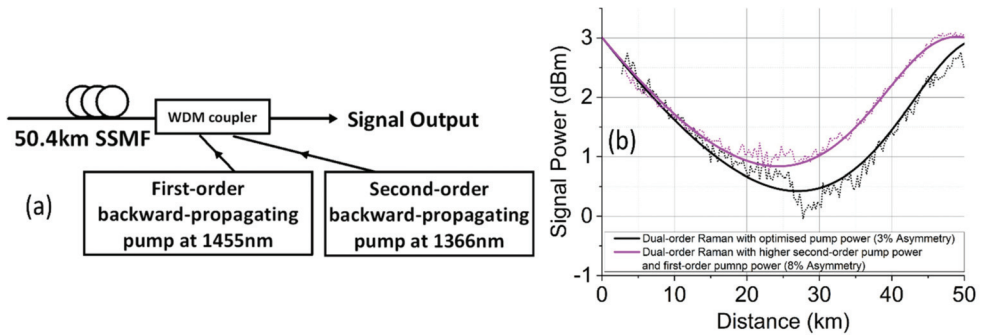 50.4km SSMF
WDM coupler
Signal Output
(a)
First-order
backward-propagating
pump at 1455nm
Second-order
backward-propagating
pump at 1366nm
(b)
Signal Power (dBm)
3
2
1
0
-1
0 10 20 30 40 50
Distance (km)
Dual-order Raman with optimised pump power (3% Asymmetry)
Dual-order Raman with higher second-order pump power
and first-order pumnp power (8% Asymmetry)